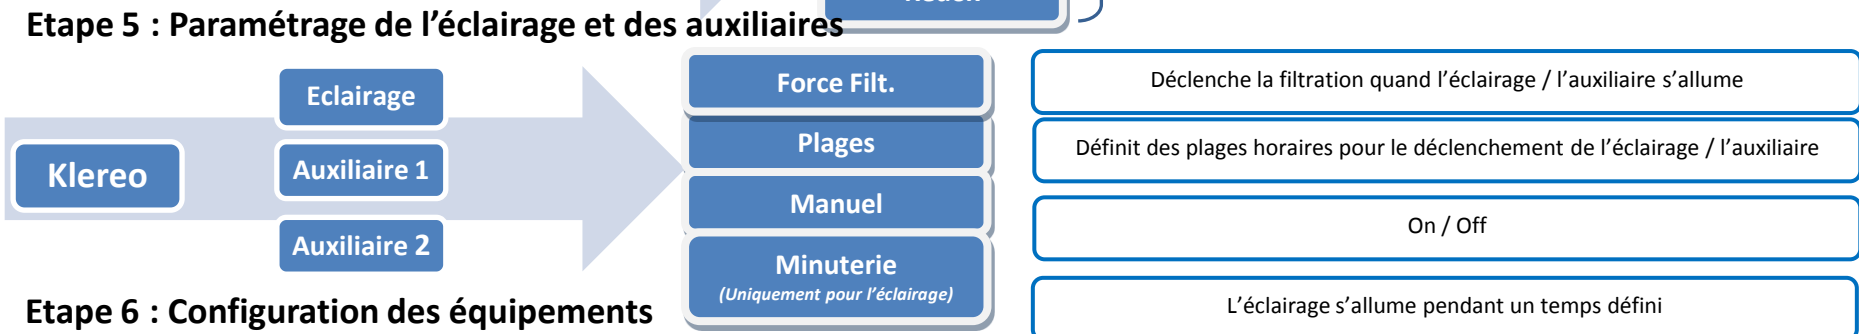 Etape 5 : Paramétrage de l’éclairage et des auxiliaires
Klereo
Eclairage
Auxiliaire 1
Auxiliaire 2
Force Filt.
Déclenche la filtration quand l’éclairage / l’auxiliaire s’allume
Plages
Définit des plages horaires pour le déclenchement de l’éclairage / l’auxiliaire
Manuel
On / Off
Minuterie
(Uniquement pour l’éclairage)
L’éclairage s’allume pendant un temps défini
Etape 6 : Configuration des équipements